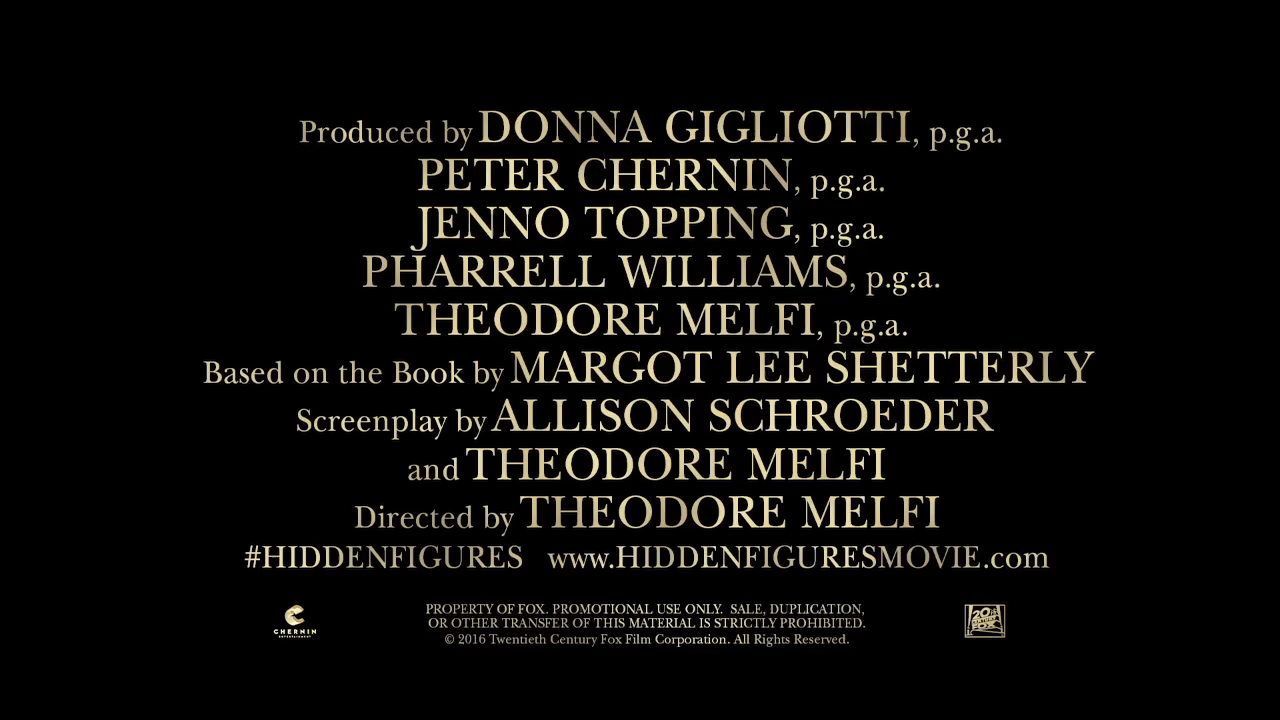 Produced by DONNA GIGLIOTTI, p.g.a.
PETER CHERNIN, p.g.a.
JENNO TOPPING, p.g.a.
PHARRELL WILLIAMS, p.g.a.
THEODORE MELFI, p.g.a.
Based on the Book by MARGOT LEE SHETTERLY
Screenplay by ALLISON SCHROEDER
and THEODORE MELFI
Directed by THEODORE MELFI
#HIDDENFIGURES www.HIDDENFIGURESMOVIE.com
CHERNIN
ENTERTAINMENT
PROPERTY OF FOX. PROMOTIONAL USE ONLY. SALE, DUPLICATION,
OR OTHER TRANSFER OF THIS MATERIAL IS STRICTLY PROHIBITED.
© 2016 Twentieth Century Fox Film Corporation. All Rights Reserved.
20th
CENTURY
FOX